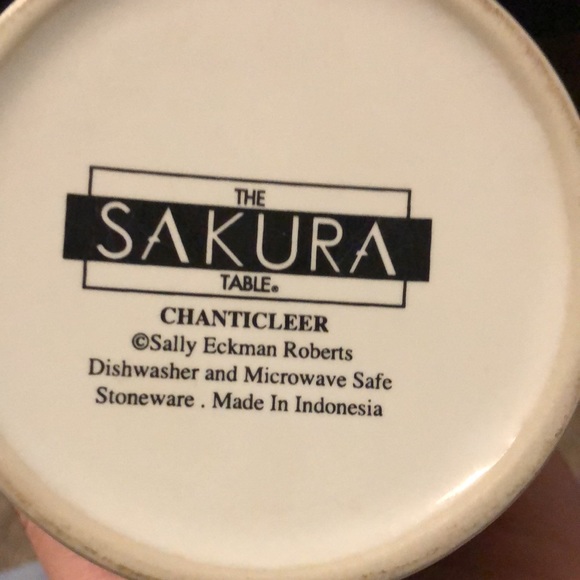 THE
SAKURA
TABLE®
CHANTICLEER
©Sally Eckman Roberts
Dishwasher and Microwave Safe
Stoneware . Made In Indonesia